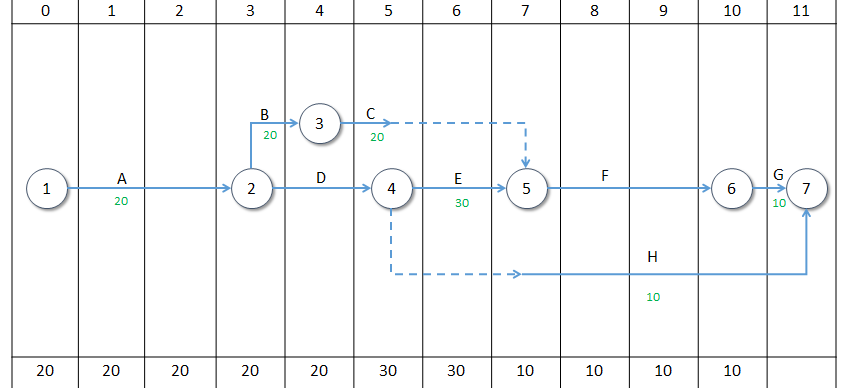 0 1 2 3 4 5 6 7 8 9 10 11
B 3 C
20 20
1 A 2 D 4 E 5 F 6 G 7
20 30 10
H
10
20 20 20 20 20 30 30 10 10 10 10